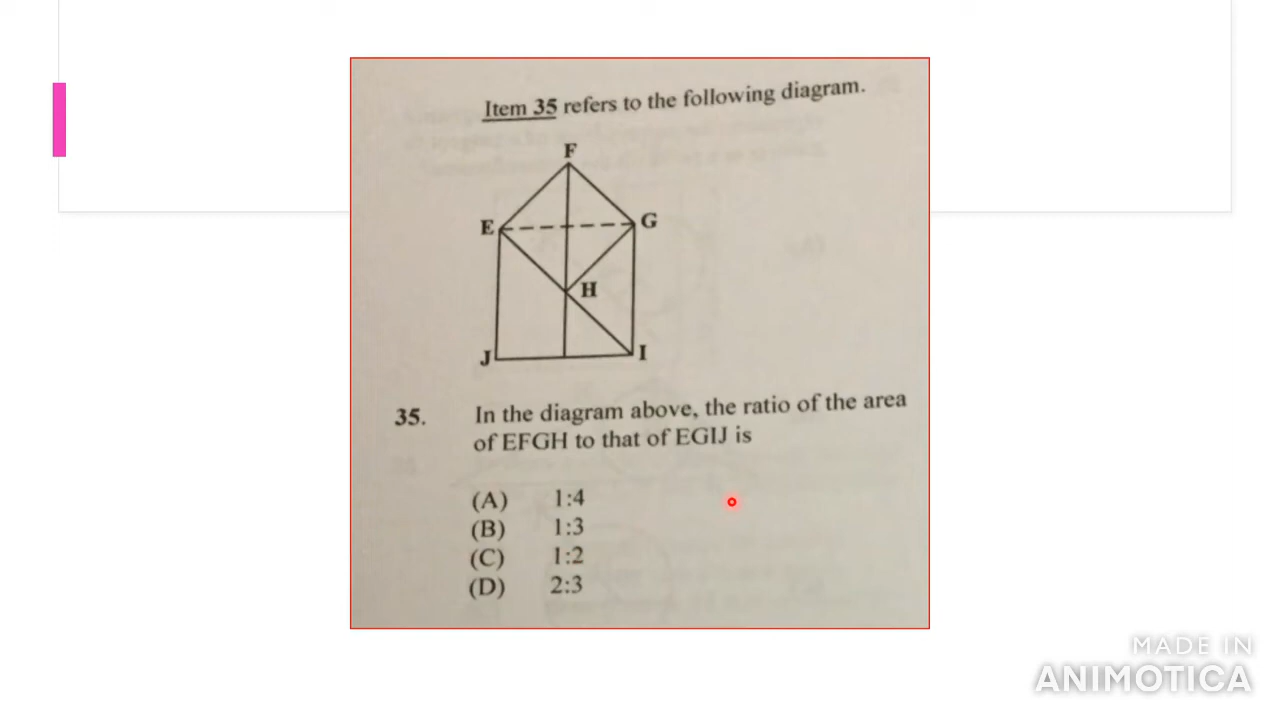 Item 35 refers to the following diagram.
F
E
G
H
J
I
35. In the diagram above, the ratio of the area
of EFGH to that of EGIJ is
(A) 1:4
(B) 1:3
(C) 1:2
(D) 2:3
MADE IN
ANIMOTICA